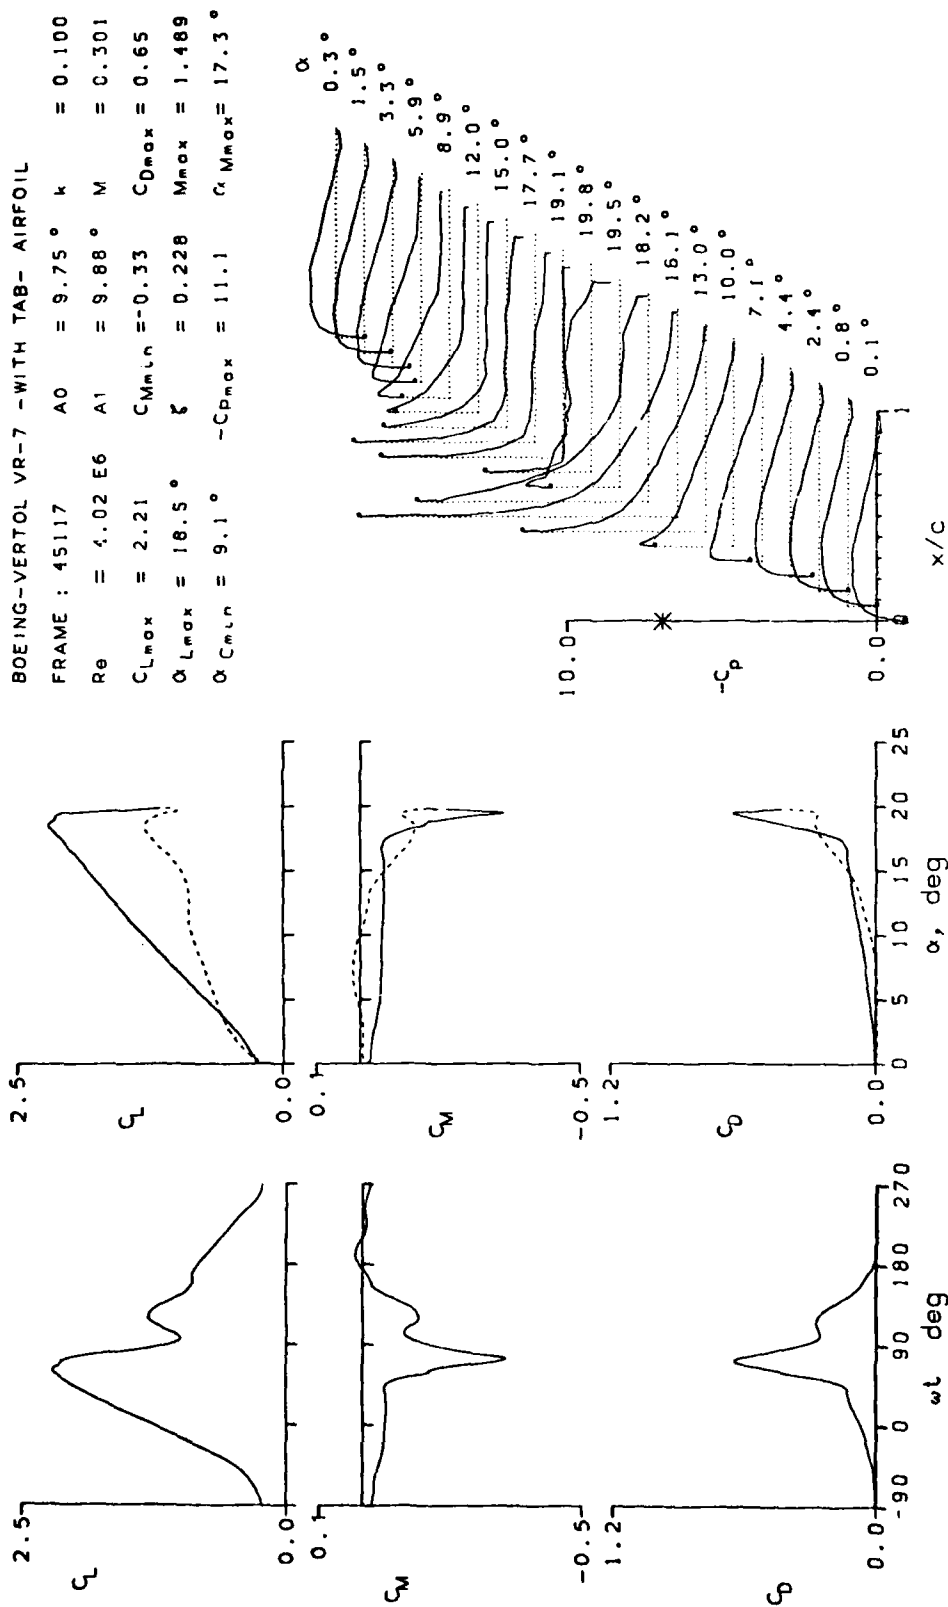 BOEING-VERTOL VR-7 -WITH TAB- AIRFOIL
FRAME : 45117 A0 = 9.75° k = 0.100
Re = 4.02 E6 A1 = 9.88° M = 0.301
CLmax = 2.21 CMmin =-0.33 CDmax = 0.65
αLmax = 18.5° ζ = 0.228 Mmax = 1.489
αCmin = 9.1° -Cpmax = 11.1 αMmax= 17.3°
2.5
CL
0.0
0.1
CM
-0.5
1.2
CD
0.0
-90 0 90 180 270
ωt deg
2.5
CL
0.0
0.1
CM
-0.5
1.2
CD
0.0
0 5 10 15 20 25
α, deg
α
0.3°
1.5°
3.3°
5.9°
8.9°
12.0°
15.0°
17.7°
19.1°
19.8°
19.5°
18.2°
16.1°
13.0°
10.0°
7.1°
4.4°
2.4°
0.8°
0.1°
10.0
-Cp
0.0
0 1
x/c